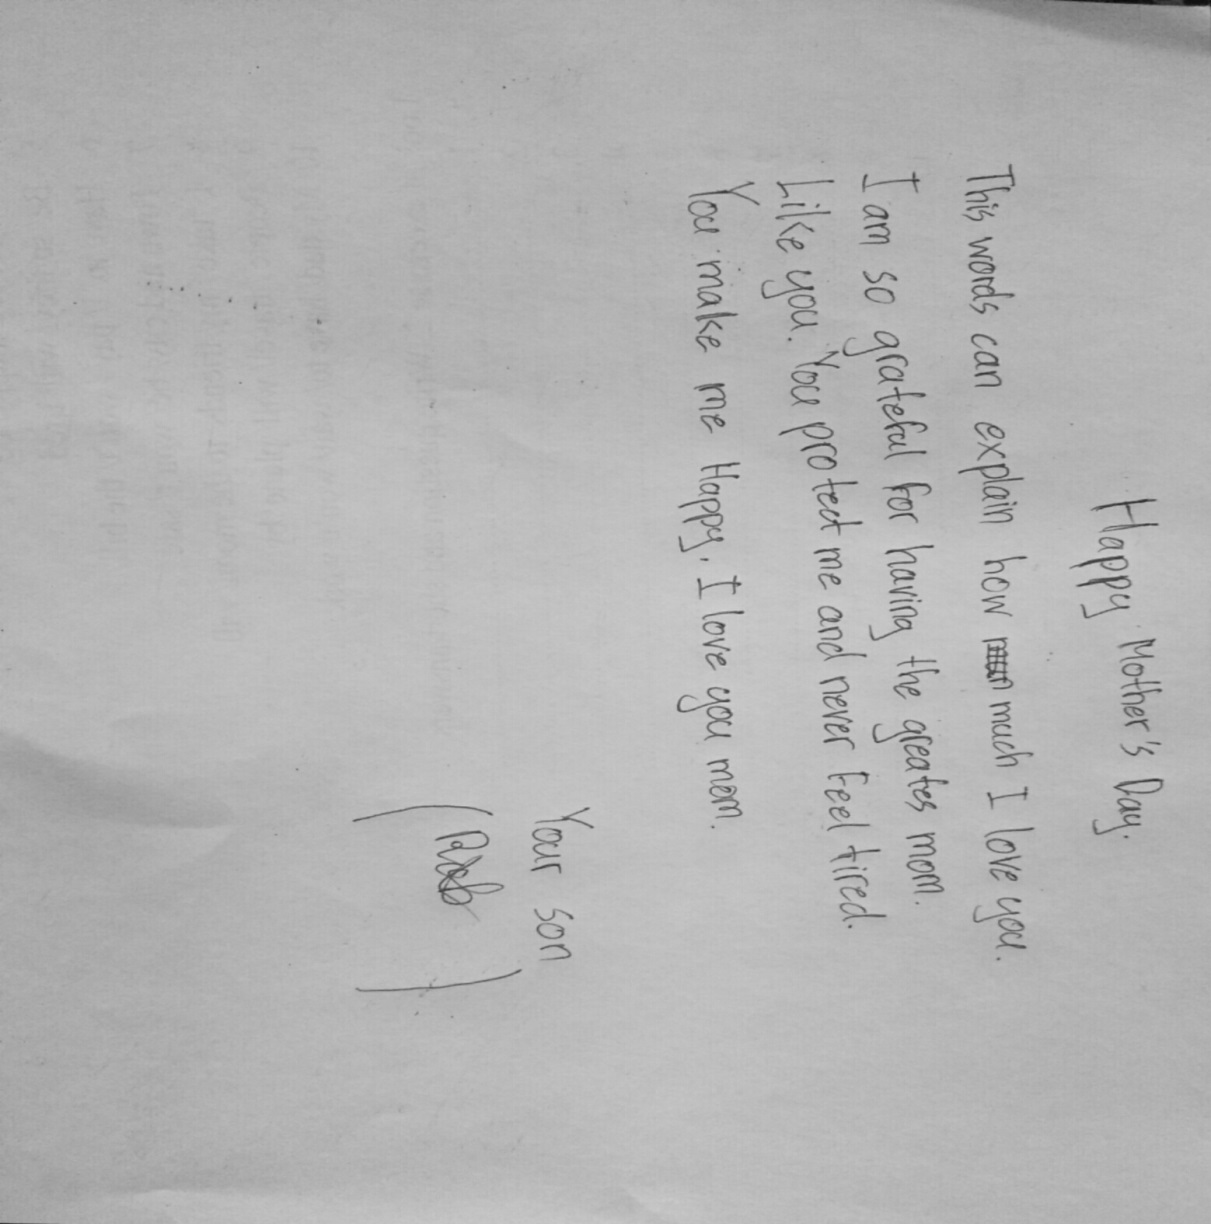 Happy Mother's Day.
This words can explain how much I love you.
I am so grateful for having the greates mom.
Like you. You protect me and never feel tired.
You make me Happy. I love you mom.
Your son